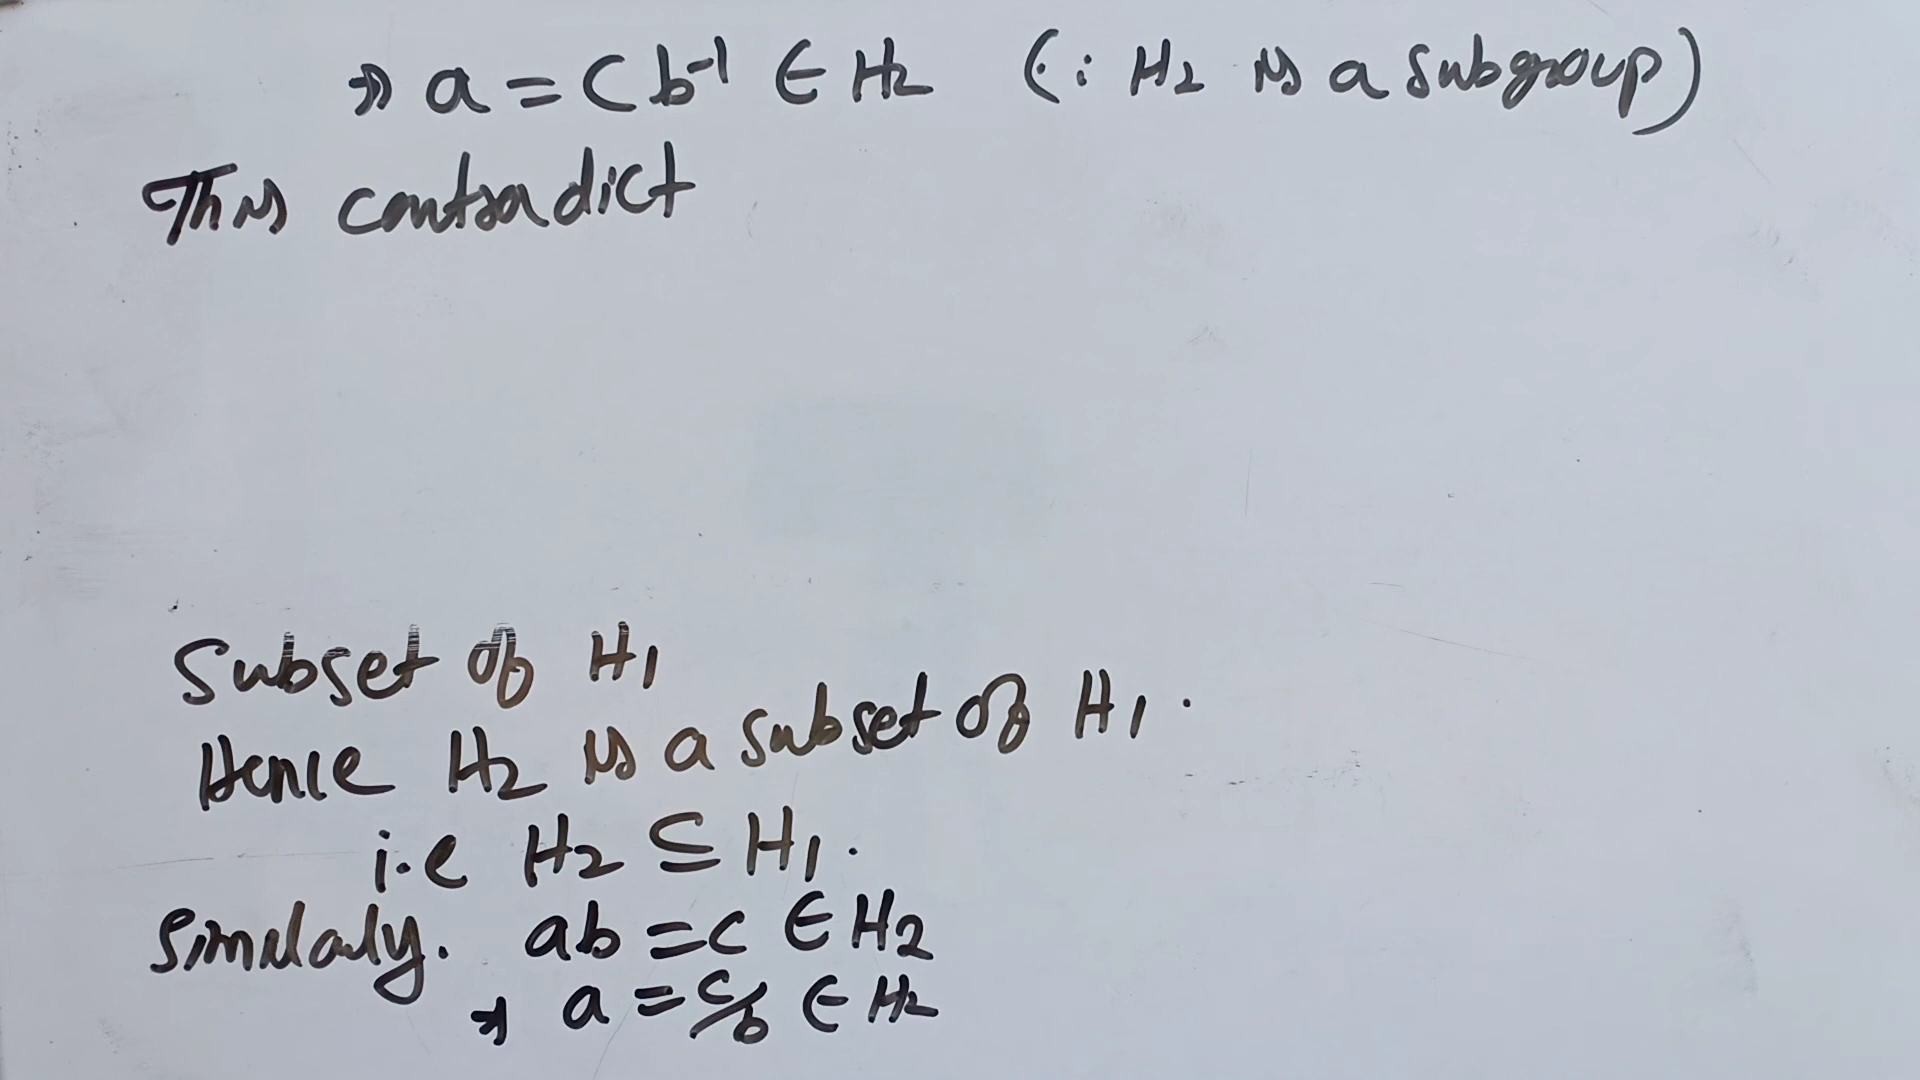 ⇒ a = cb⁻¹ ∈ H₂ (∵ H₂ is a subgroup)
This contradict
Subset of H₁
Hence H₂ is a subset of H₁.
i.e H₂ ⊆ H₁.
Similarly. ab = c ∈ H₂
⇒ a = c/b ∈ H₂